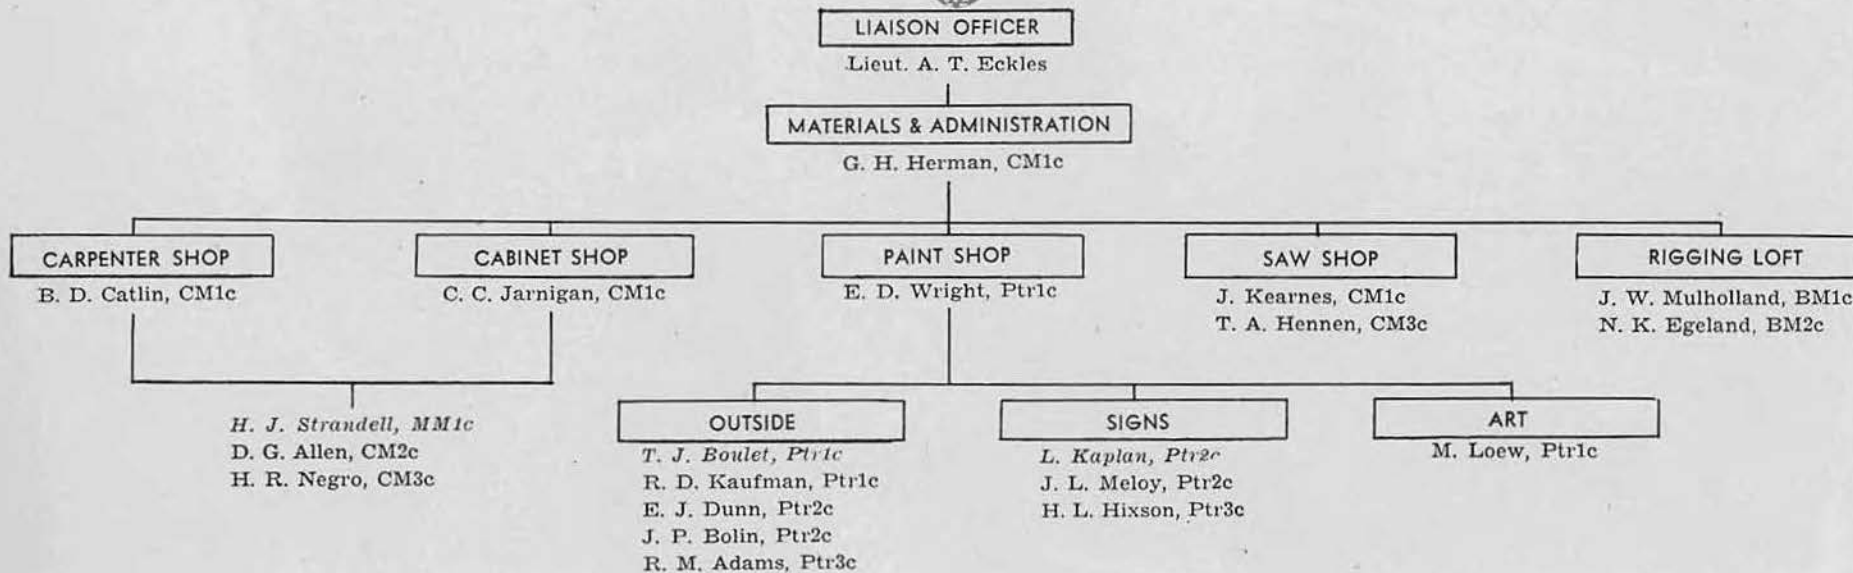 LIAISON OFFICER
Lieut. A. T. Eckles
MATERIALS & ADMINISTRATION
G. H. Herman, CM1c
CARPENTER SHOP
B. D. Catlin, CM1c
CABINET SHOP
C. C. Jarnigan, CM1c
PAINT SHOP
E. D. Wright, Ptr1c
SAW SHOP
J. Kearnes, CM1c
T. A. Hennen, CM3c
RIGGING LOFT
J. W. Mulholland, BM1c
N. K. Egeland, BM2c
H. J. Strandell, MM1c
D. G. Allen, CM2c
H. R. Negro, CM3c
OUTSIDE
T. J. Boulet, Ptr1c
R. D. Kaufman, Ptr1c
E. J. Dunn, Ptr2c
J. P. Bolin, Ptr2c
R. M. Adams, Ptr3c
SIGNS
L. Kaplan, Ptr2c
J. L. Meloy, Ptr2c
H. L. Hixson, Ptr3c
ART
M. Loew, Ptr1c